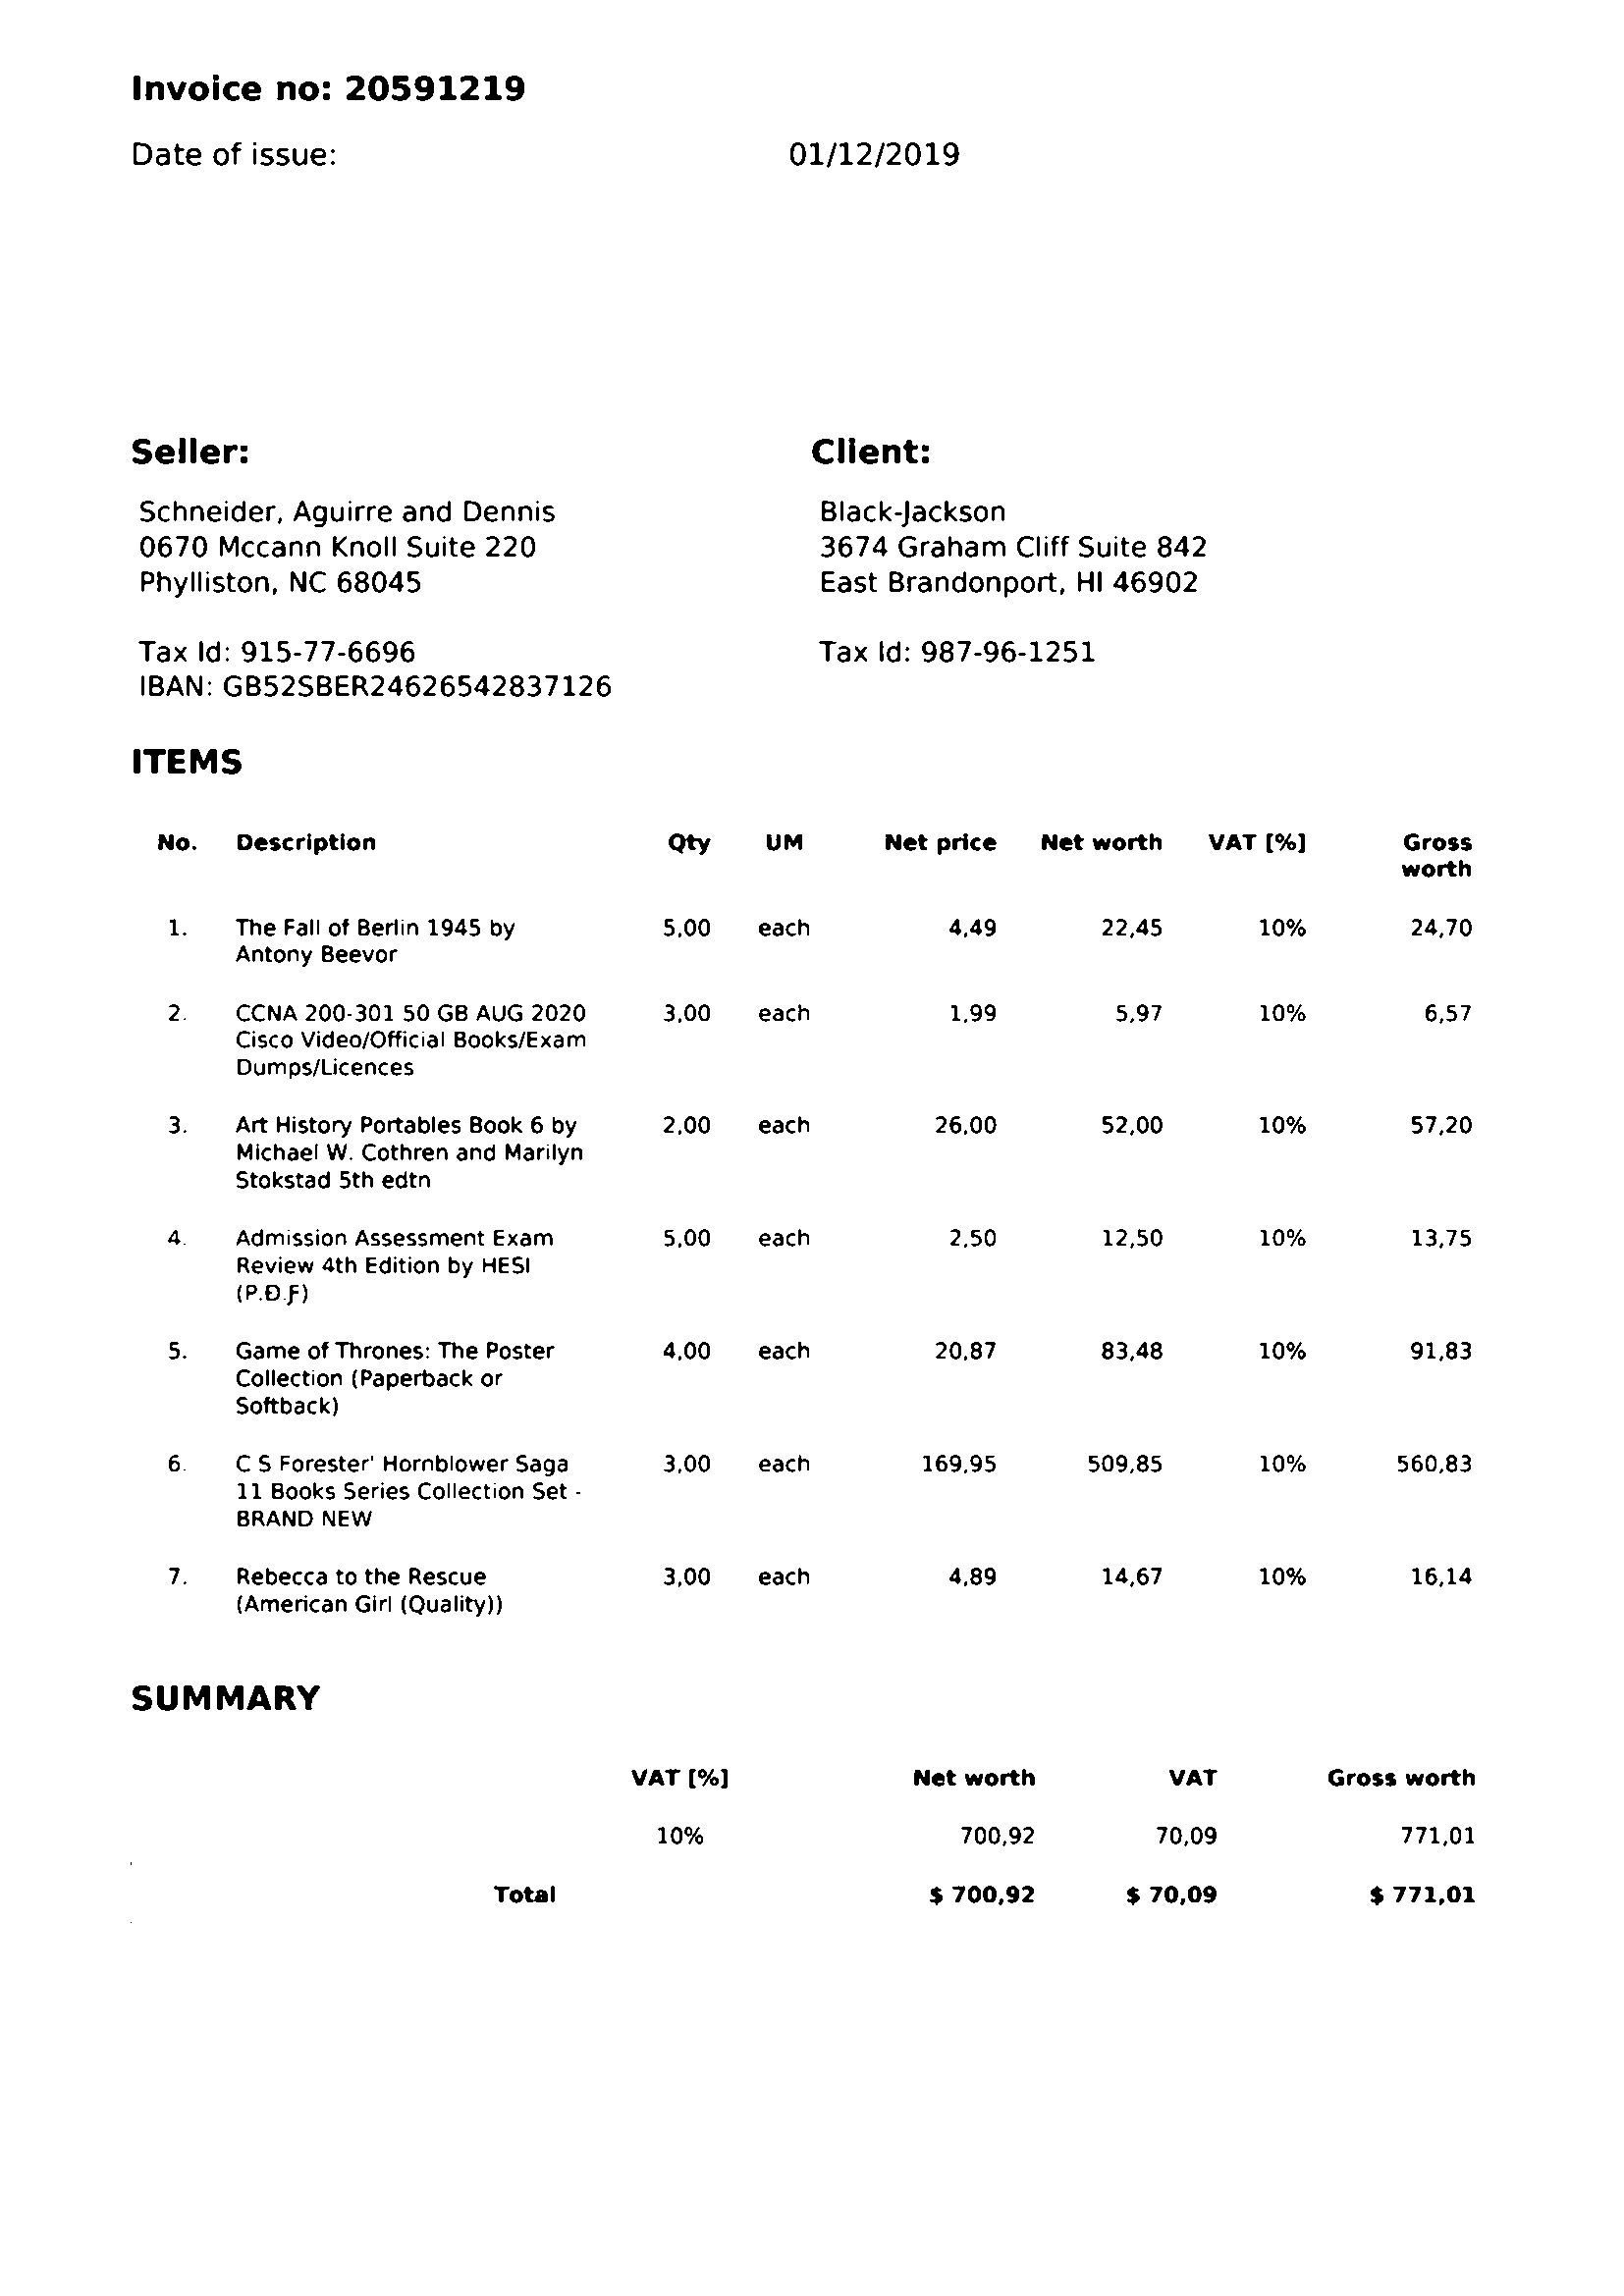 Invoice no: 20591219
Date of issue: 01/12/2019
Seller: Client:
Schneider, Aguirre and Dennis Black-Jackson
0670 Mccann Knoll Suite 220 3674 Graham Cliff Suite 842
Phylliston, NC 68045 East Brandonport, HI 46902
Tax Id: 915-77-6696 Tax Id: 987-96-1251
IBAN: GB52SBER24626542837126
ITEMS
No. Description Qty UM Net price Net worth VAT [%] Gross
worth
1. The Fall of Berlin 1945 by 5,00 each 4,49 22,45 10% 24,70
Antony Beevor
2. CCNA 200-301 50 GB AUG 2020 3,00 each 1,99 5,97 10% 6,57
Cisco Video/Official Books/Exam
Dumps/Licences
3. Art History Portables Book 6 by 2,00 each 26,00 52,00 10% 57,20
Michael W. Cothren and Marilyn
Stokstad 5th edtn
4. Admission Assessment Exam 5,00 each 2,50 12,50 10% 13,75
Review 4th Edition by HESI
(P.Ɖ.Ƒ)
5. Game of Thrones: The Poster 4,00 each 20,87 83,48 10% 91,83
Collection (Paperback or
Softback)
6. C S Forester' Hornblower Saga 3,00 each 169,95 509,85 10% 560,83
11 Books Series Collection Set -
BRAND NEW
7. Rebecca to the Rescue 3,00 each 4,89 14,67 10% 16,14
(American Girl (Quality))
SUMMARY
VAT [%] Net worth VAT Gross worth
10% 700,92 70,09 771,01
Total $ 700,92 $ 70,09 $ 771,01